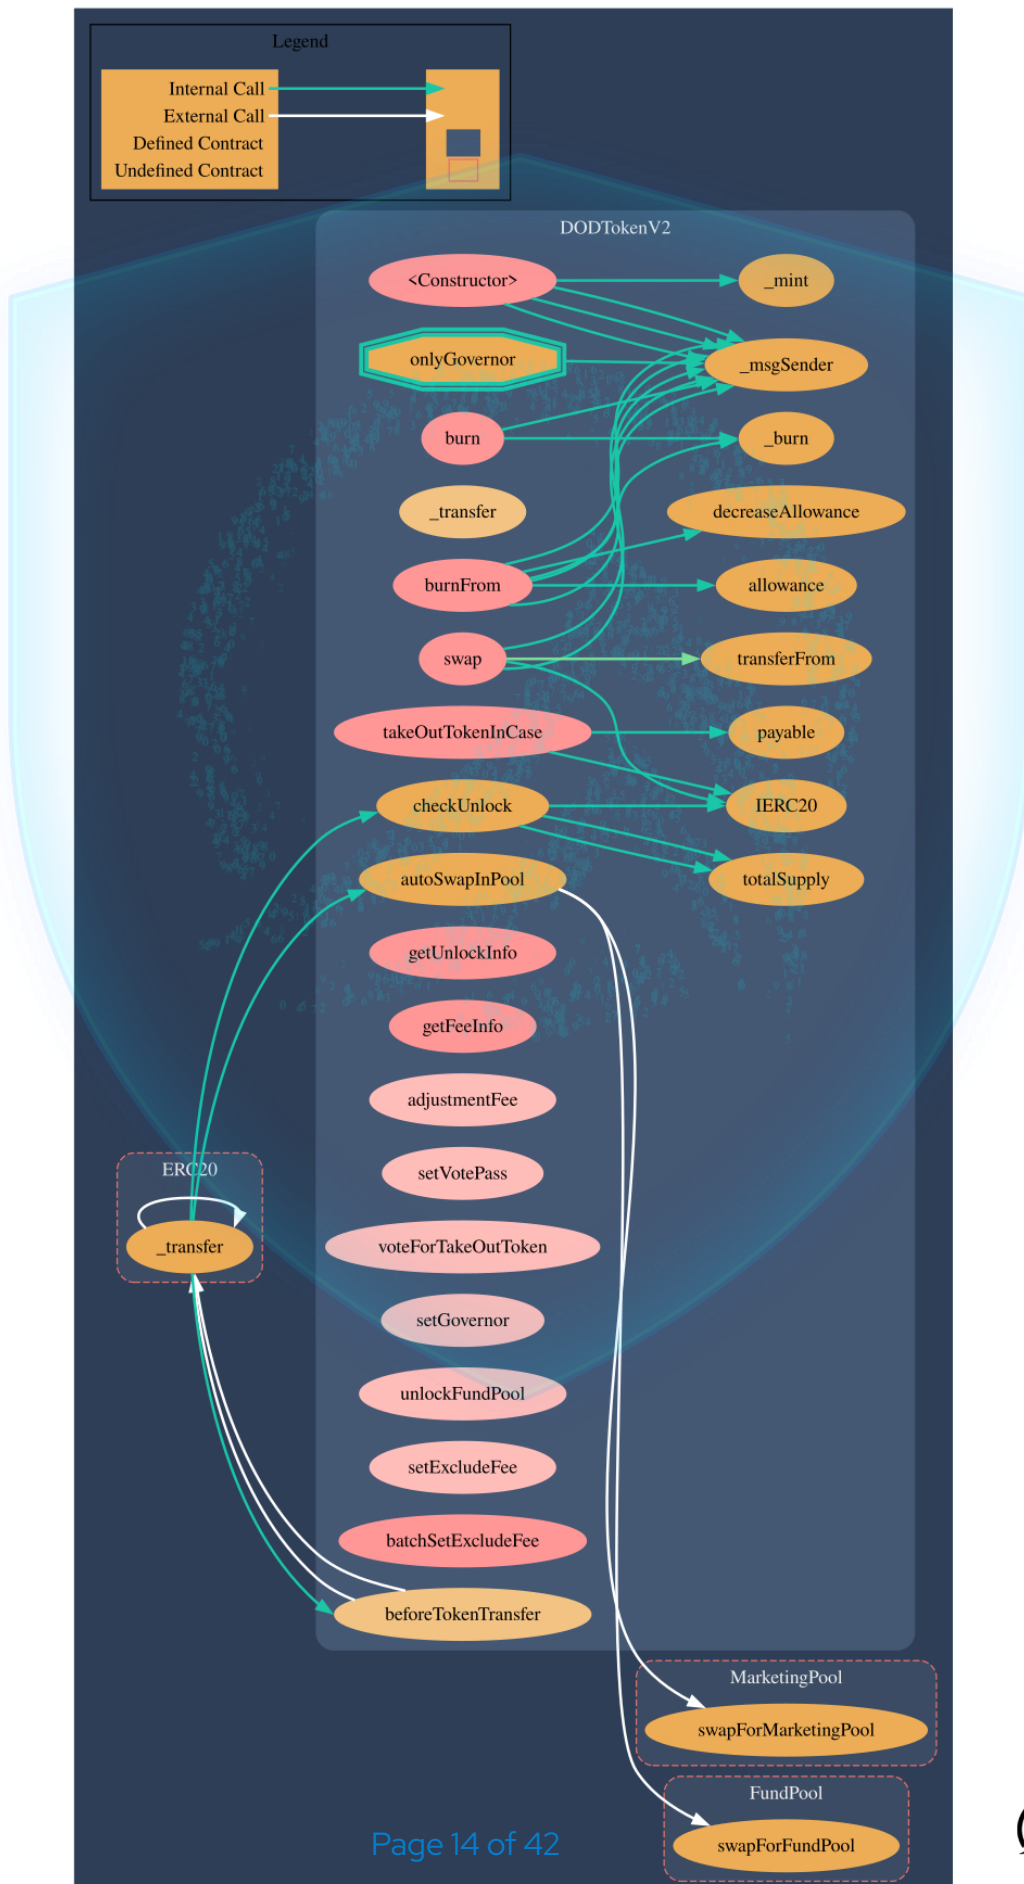 Legend
Internal Call
External Call
Defined Contract
Undefined Contract
DODTokenV2
<Constructor>
_mint
onlyGovernor
_msgSender
burn
_burn
_transfer
decreaseAllowance
burnFrom
allowance
swap
transferFrom
takeOutTokenInCase
payable
checkUnlock
IERC20
autoSwapInPool
totalSupply
getUnlockInfo
getFeeInfo
adjustmentFee
ERC20
setVotePass
_transfer
voteForTakeOutToken
setGovernor
unlockFundPool
setExcludeFee
batchSetExcludeFee
beforeTokenTransfer
MarketingPool
swapForMarketingPool
FundPool
swapForFundPool
Page 14 of 42